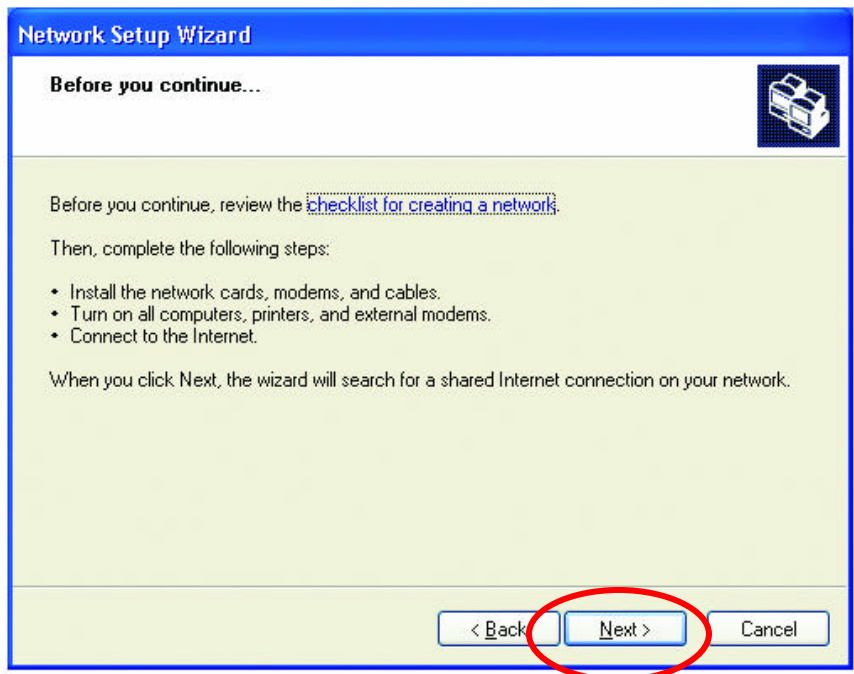 Network Setup Wizard
Before you continue...
Before you continue, review the checklist for creating a network.
Then, complete the following steps:
• Install the network cards, modems, and cables.
• Turn on all computers, printers, and external modems.
• Connect to the Internet.
When you click Next, the wizard will search for a shared Internet connection on your network.
< Back
Next >
Cancel